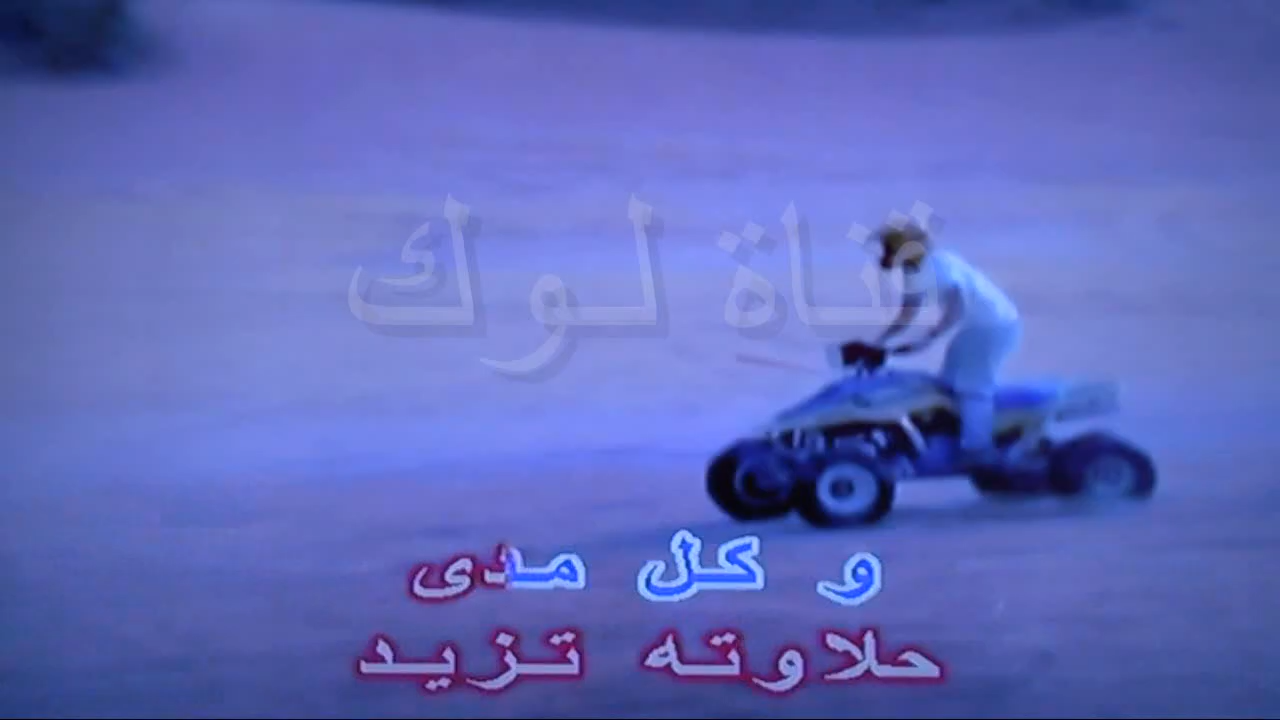 قناة لوك
و كل مدى
حلاوته تزيد